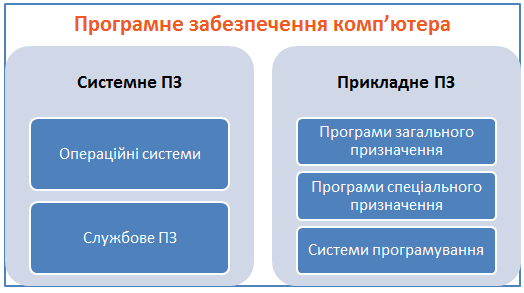 Програмне забезпечення комп’ютера
Системне ПЗ
Операційні системи
Службове ПЗ
Прикладне ПЗ
Програми загального
призначення
Програми спеціального
призначення
Системи програмування